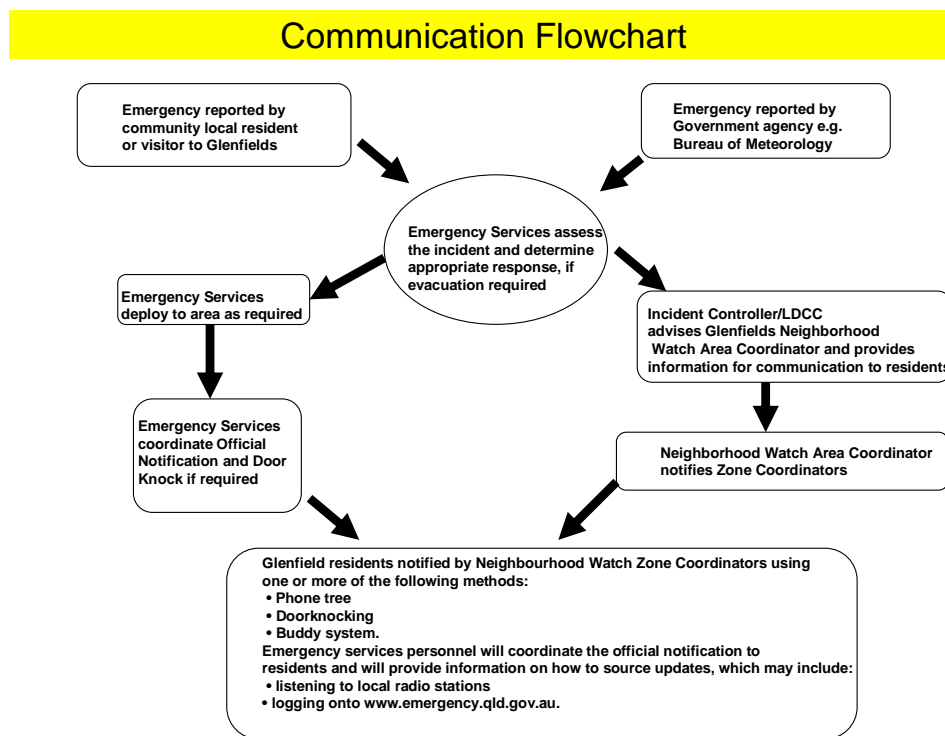 Communication Flowchart
Emergency reported by
community local resident
or visitor to Glenfields
Emergency reported by
Government agency e.g.
Bureau of Meteorology
Emergency Services assess
the incident and determine
appropriate response, if
evacuation required
Emergency Services
deploy to area as required
Incident Controller/LDCC
advises Glenfields Neighborhood
Watch Area Coordinator and provides
information for communication to residents
Emergency Services
coordinate Official
Notification and Door
Knock if required
Neighborhood Watch Area Coordinator
notifies Zone Coordinators
Glenfield residents notified by Neighbourhood Watch Zone Coordinators using
one or more of the following methods:
• Phone tree
• Doorknocking
• Buddy system.
Emergency services personnel will coordinate the official notification to
residents and will provide information on how to source updates, which may include:
• listening to local radio stations
• logging onto www.emergency.qld.gov.au.